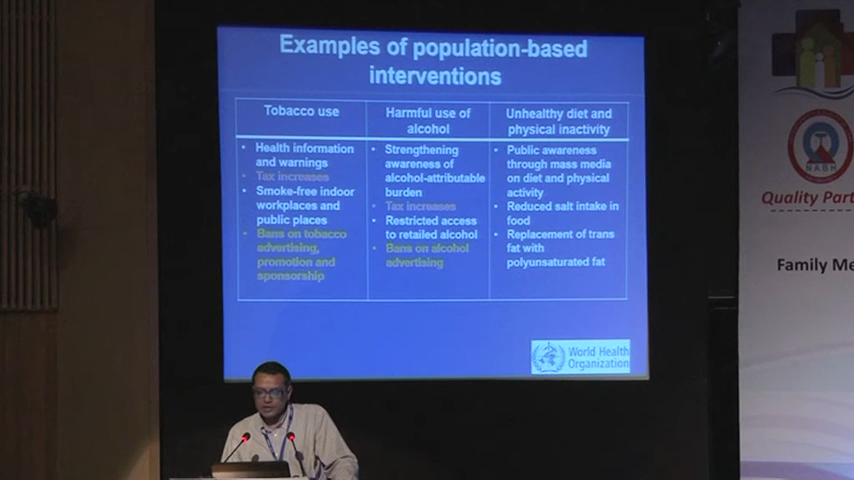 Examples of population-based
interventions
Tobacco use
• Health information
and warnings
• Tax increases
• Smoke-free indoor
workplaces and
public places
• Bans on tobacco
advertising,
promotion and
sponsorship
Harmful use of
alcohol
• Strengthening
awareness of
alcohol-attributable
burden
• Tax increases
• Restricted access
to retailed alcohol
• Bans on alcohol
advertising
Unhealthy diet and
physical inactivity
• Public awareness
through mass media
on diet and physical
activity
• Reduced salt intake in
food
• Replacement of trans
fat with
polyunsaturated fat
World Health
Organization
NABH
Quality Part
Family Me